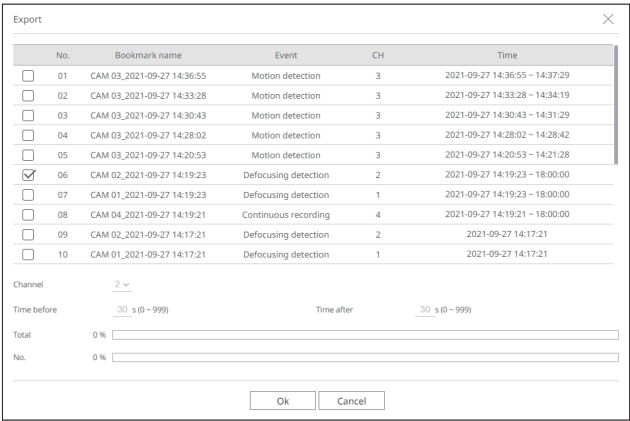 Export
No. Bookmark name Event CH Time
01 CAM 03_2021-09-27 14:36:55 Motion detection 3 2021-09-27 14:36:55 ~ 14:37:29
02 CAM 03_2021-09-27 14:33:28 Motion detection 3 2021-09-27 14:33:28 ~ 14:34:19
03 CAM 03_2021-09-27 14:30:43 Motion detection 3 2021-09-27 14:30:43 ~ 14:31:29
04 CAM 03_2021-09-27 14:28:02 Motion detection 3 2021-09-27 14:28:02 ~ 14:28:42
05 CAM 03_2021-09-27 14:20:53 Motion detection 3 2021-09-27 14:20:53 ~ 14:21:28
06 CAM 02_2021-09-27 14:19:23 Defocusing detection 2 2021-09-27 14:19:23 ~ 18:00:00
07 CAM 01_2021-09-27 14:19:23 Defocusing detection 1 2021-09-27 14:19:23 ~ 18:00:00
08 CAM 04_2021-09-27 14:19:21 Continuous recording 4 2021-09-27 14:19:21 ~ 18:00:00
09 CAM 02_2021-09-27 14:17:21 Defocusing detection 2 2021-09-27 14:17:21
10 CAM 01_2021-09-27 14:17:21 Defocusing detection 1 2021-09-27 14:17:21
Channel 2
Time before 30 s (0 ~ 999) Time after 30 s (0 ~ 999)
Total 0 %
No. 0 %
Ok Cancel